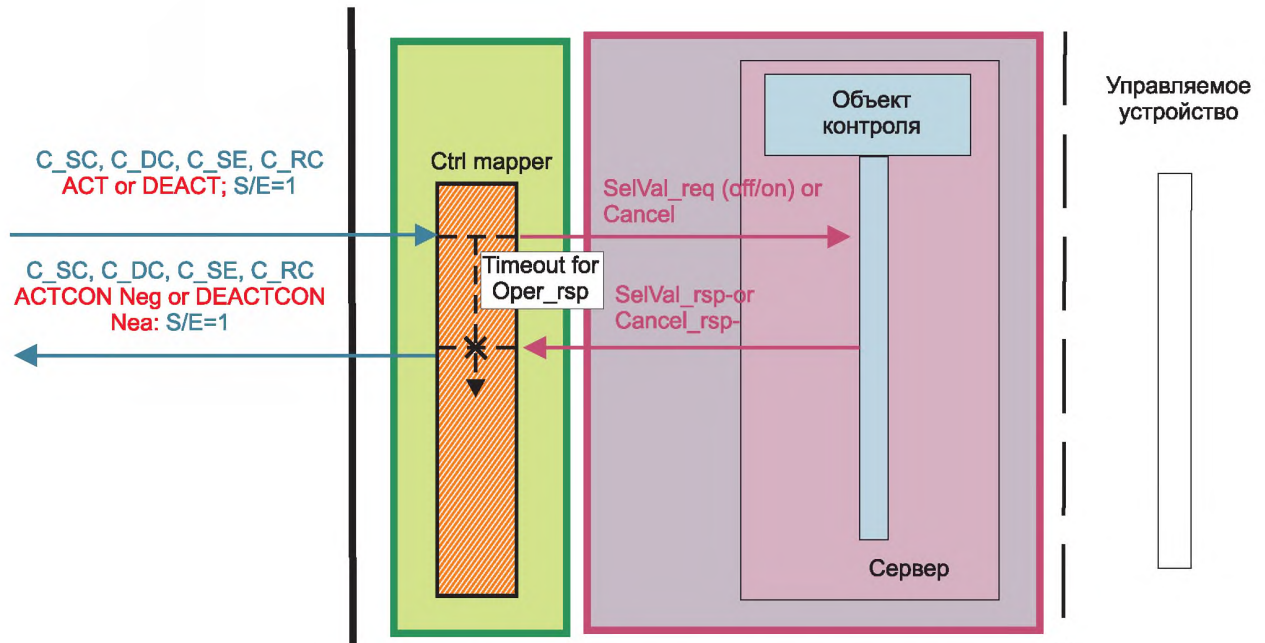 C_SC, C_DC, C_SE, C_RC
ACT or DEACT; S/E=1
C_SC, C_DC, C_SE, C_RC
ACTCON Neg or DEACTCON
Nea: S/E=1
Ctrl mapper
Timeout for
Oper_rsp
SelVal_req (off/on) or
Cancel
SelVal_rsp-or
Cancel_rsp-
Объект
контроля
Сервер
Управляемое
устройство